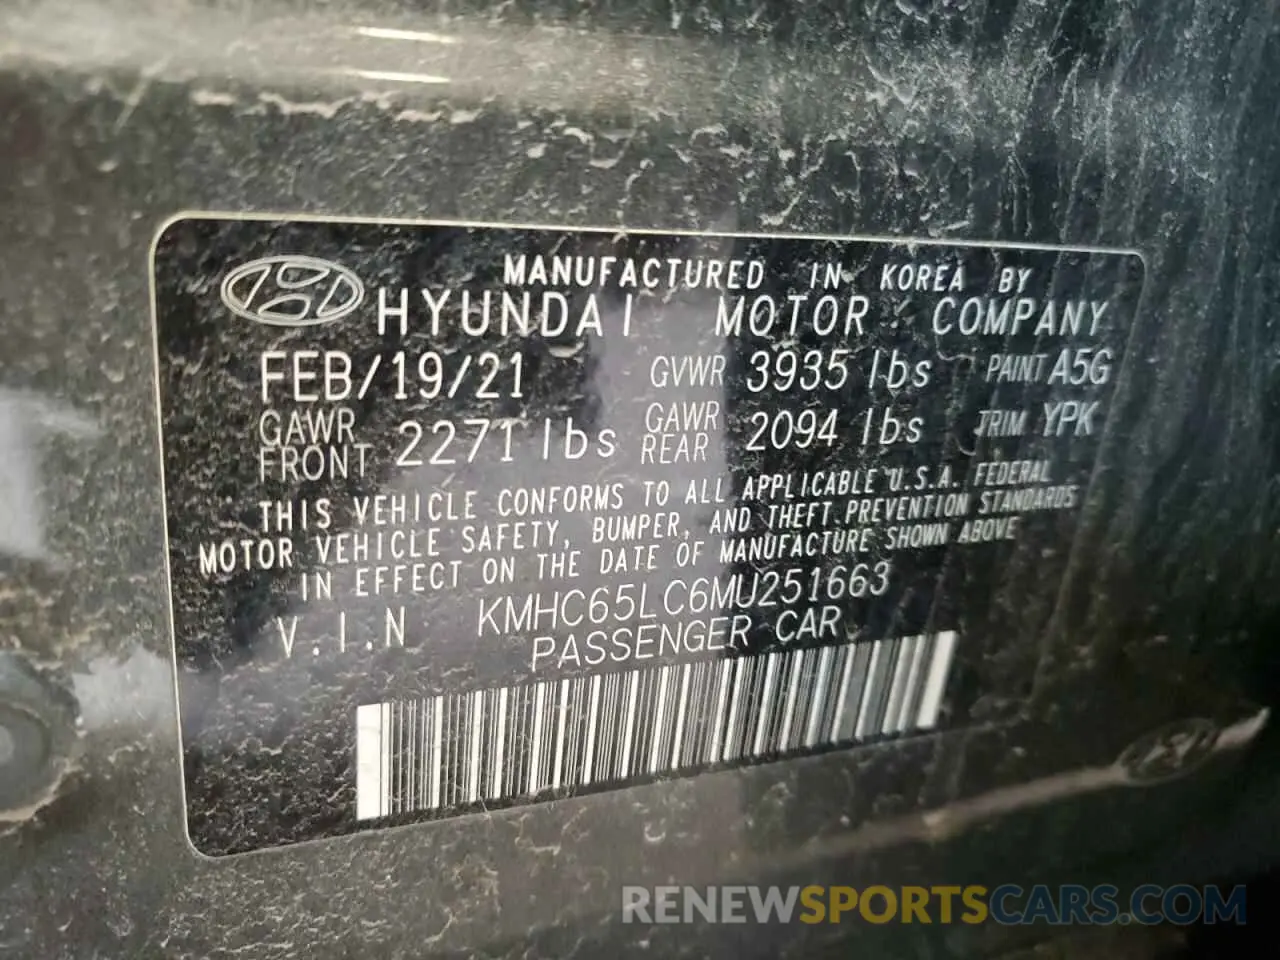 MANUFACTURED IN KOREA BY
HYUNDAI MOTOR COMPANY
FEB/19/21 GVWR 3935 lbs PAINT A5G
GAWR FRONT 2271 lbs GAWR REAR 2094 lbs TRIM YPK
THIS VEHICLE CONFORMS TO ALL APPLICABLE U.S.A. FEDERAL
MOTOR VEHICLE SAFETY, BUMPER, AND THEFT PREVENTION STANDARDS
IN EFFECT ON THE DATE OF MANUFACTURE SHOWN ABOVE
V.I.N KMHC65LC6MU251663
PASSENGER CAR
RENEWSPORTSCARS.COM